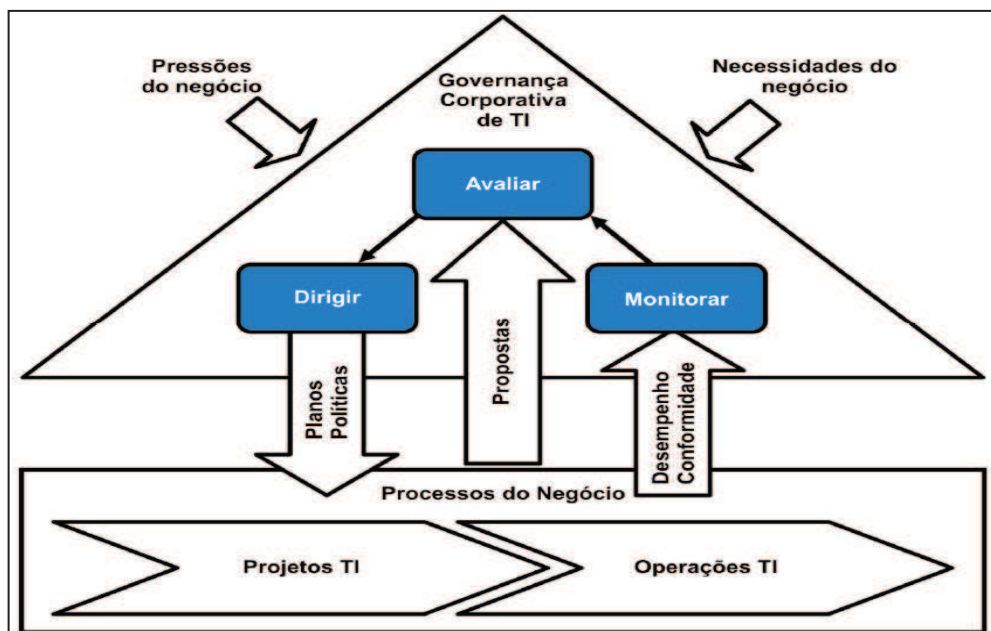 Pressões
do negócio
Governança
Corporativa
de TI
Necessidades do
negócio
Avaliar
Dirigir
Monitorar
Planos
Políticas
Propostas
Desempenho
Conformidade
Processos do Negócio
Projetos TI
Operações TI